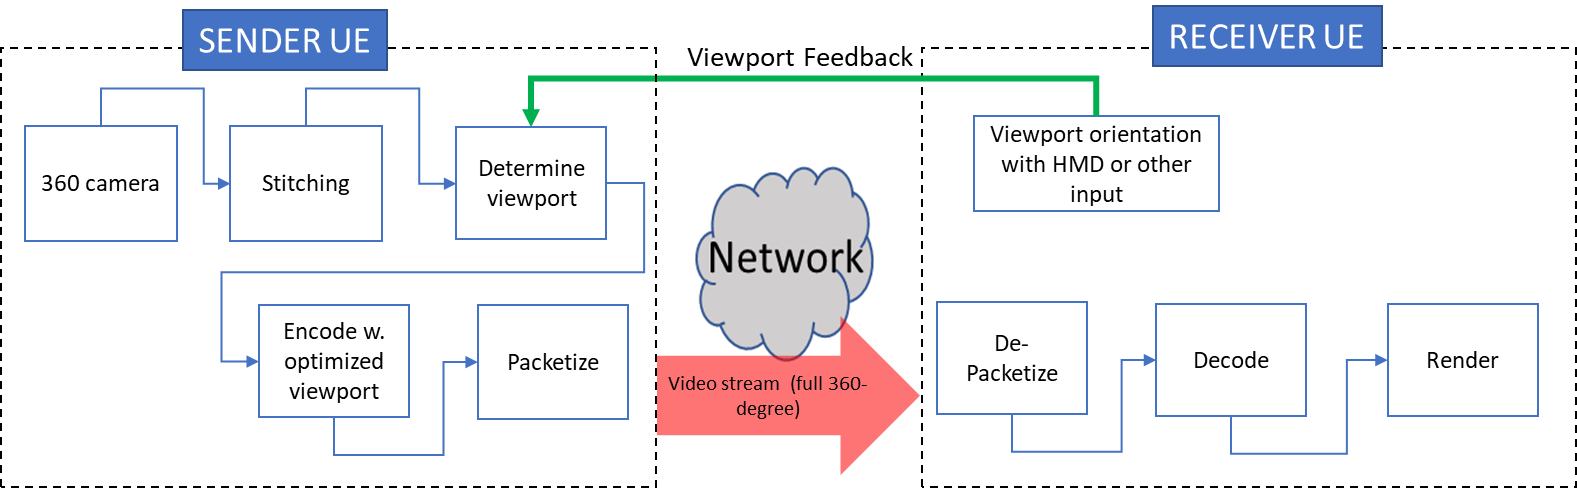 SENDER UE
RECEIVER UE
Viewport Feedback
360 camera
Stitching
Determine
viewport
Viewport orientation
with HMD or other
input
Network
Encode w.
optimized
viewport
Packetize
Video stream (full 360-
degree)
De-
Packetize
Decode
Render